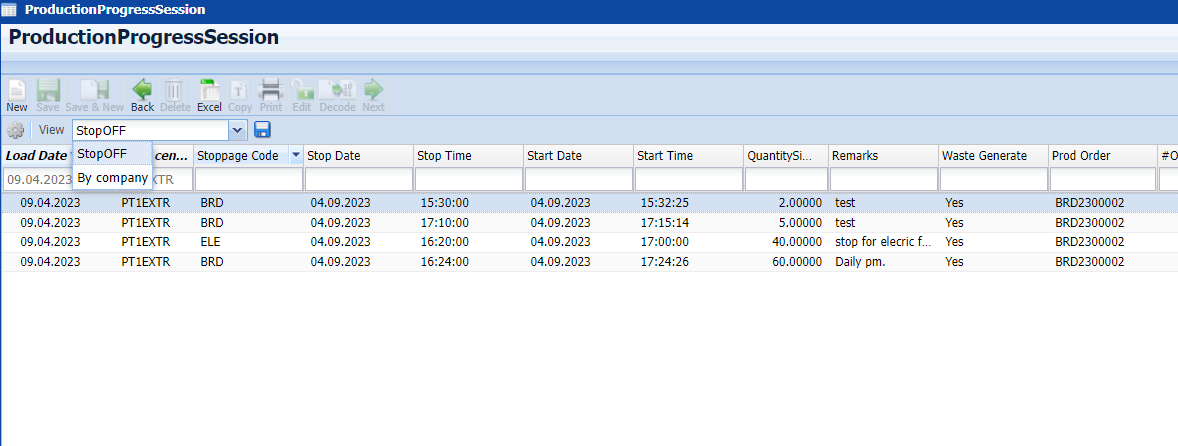 ProductionProgressSession
ProductionProgressSession
New Save Save & New Back Delete Excel Copy Print Edit Decode Next
View StopOFF
StopOFF
By company
Load Date cen... Stoppage Code Stop Date Stop Time Start Date Start Time QuantitySi... Remarks Waste Generate Prod Order #O
09.04.2023 EXTR
09.04.2023 PT1EXTR BRD 04.09.2023 15:30:00 04.09.2023 15:32:25 2.00000 test Yes BRD2300002
09.04.2023 PT1EXTR BRD 04.09.2023 17:10:00 04.09.2023 17:15:14 5.00000 test Yes BRD2300002
09.04.2023 PT1EXTR ELE 04.09.2023 16:20:00 04.09.2023 17:00:00 40.00000 stop for elecric f... Yes BRD2300002
09.04.2023 PT1EXTR BRD 04.09.2023 16:24:00 04.09.2023 17:24:26 60.00000 Daily pm. Yes BRD2300002